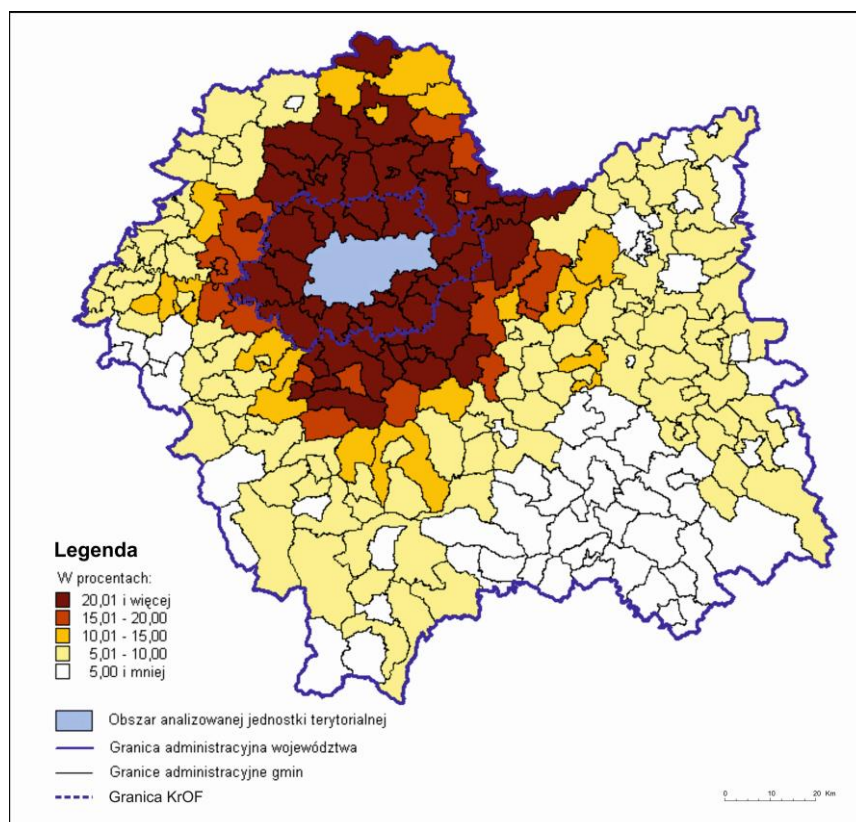 Legenda
W procentach:
20,01 i więcej
15,01 - 20,00
10,01 - 15,00
5,01 - 10,00
5,00 i mniej
Obszar analizowanej jednostki terytorialnej
Granica administracyjna województwa
Granice administracyjne gmin
Granica KrOF
0 10 20 Km